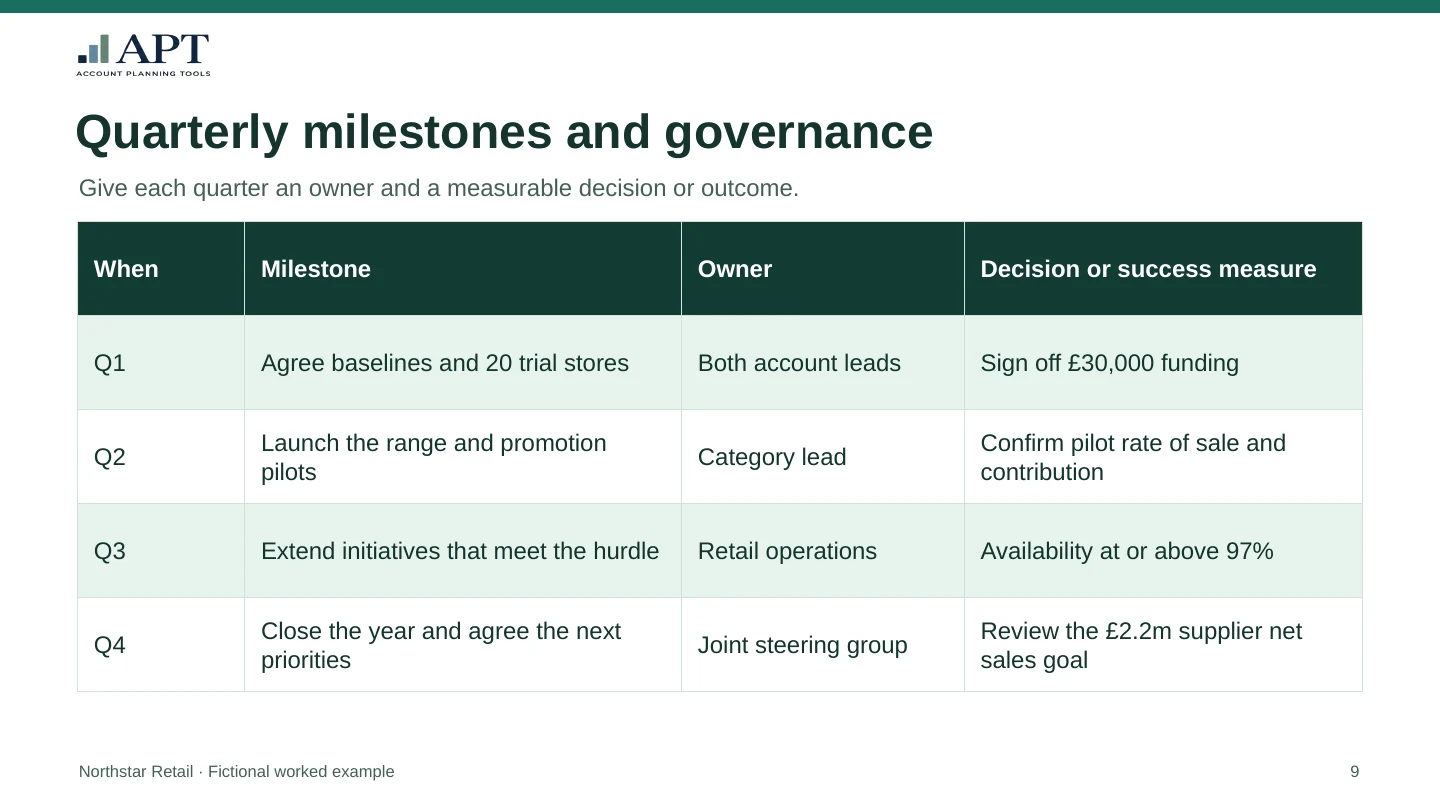 APT
ACCOUNT PLANNING TOOLS
Quarterly milestones and governance
Give each quarter an owner and a measurable decision or outcome.
When
Milestone
Owner
Decision or success measure
Q1
Agree baselines and 20 trial stores
Both account leads
Sign off £30,000 funding
Q2
Launch the range and promotion
pilots
Category lead
Confirm pilot rate of sale and
contribution
Q3
Extend initiatives that meet the hurdle
Retail operations
Availability at or above 97%
Q4
Close the year and agree the next
priorities
Joint steering group
Review the £2.2m supplier net
sales goal
Northstar Retail · Fictional worked example
9